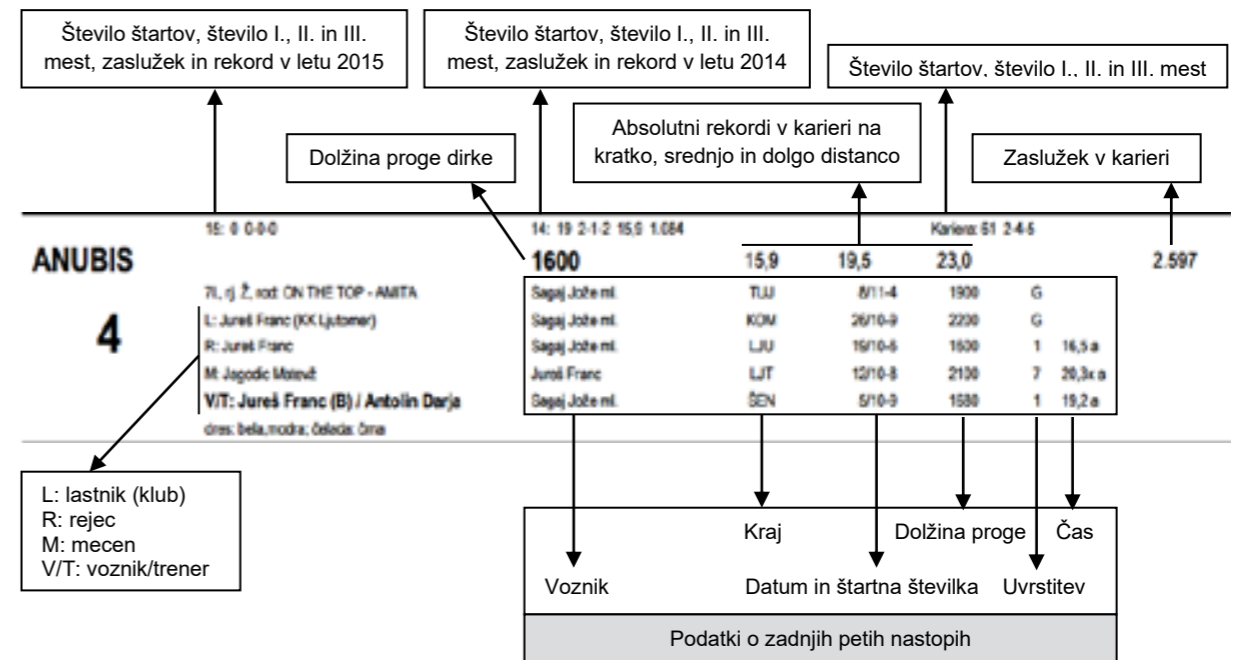 Število štartov, število I., II. in III.
mest, zaslužek in rekord v letu 2015
Število štartov, število I., II. in III.
mest, zaslužek in rekord v letu 2014
Število štartov, število I., II. in III. mest
Dolžina proge dirke
Absolutni rekordi v karieri na
kratko, srednjo in dolgo distanco
Zaslužek v karieri
15: 0 0-0-0
14: 19 2-1-2 15,9 1.084
Kariera: 61 2-4-5
ANUBIS
1600 15,9 19,5 23,0 2.597
7l., rj. Ž, rod: ON THE TOP - ANITA
Sagaj Jože ml. TLJ 8/11-4 1900 G
4
L: Jureš Franc (KK Ljutomer)
Sagaj Jože ml. KOM 26/10-9 2200 G
R: Jureš Franc
Sagaj Jože ml. LJU 1600 1 16,5 a
M: Jagodic Matevž
Jureš Franc LJT 12/10-8 2100 7 20,3x a
V/T: Jureš Franc (B) / Antolin Darja
Sagaj Jože ml. ŠEN 5/10-9 1 19,2 a
dres: bela,modra; čelada: črna
L: lastnik (klub)
R: rejec
M: mecen
V/T: voznik/trener
Kraj Dolžina proge Čas
Voznik Datum in štartna številka Uvrstitev
Podatki o zadnjih petih nastopih